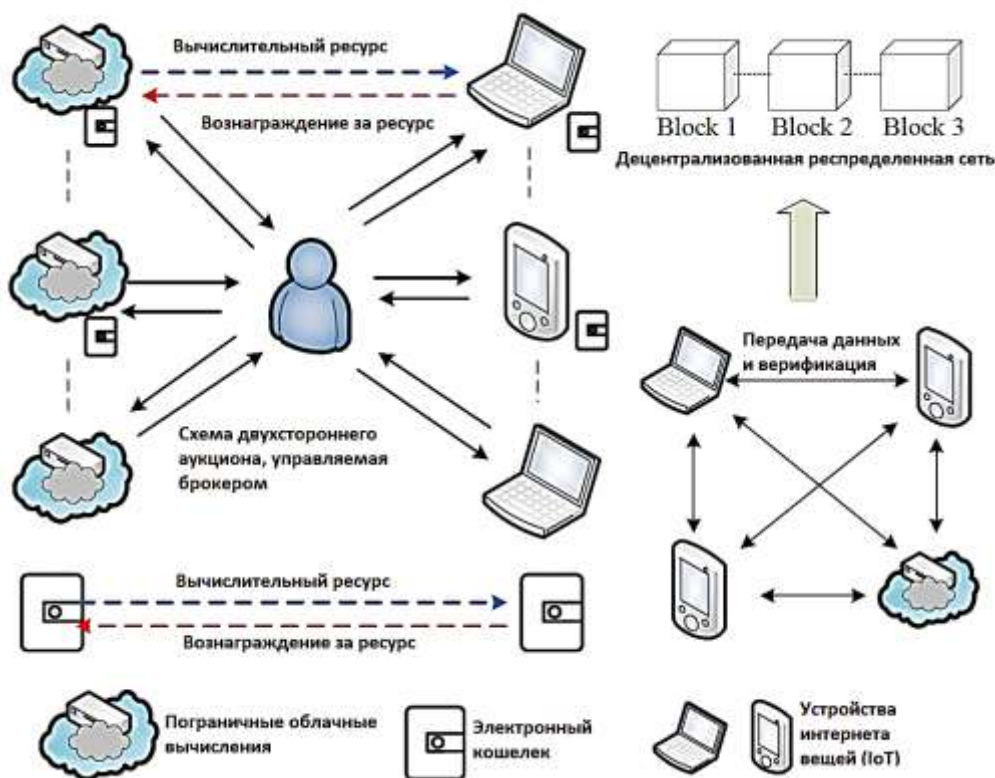 Вычислительный ресурс
Вознаграждение за ресурс
Block 1
Block 2
Block 3
Децентрализованная респределенная сеть
Передача данных
и верификация
Схема двухстороннего
аукциона, управляемая
брокером
Вычислительный ресурс
Вознаграждение за ресурс
Пограничные облачные
вычисления
Электронный
кошелек
Устройства
интернета
вещей (IoT)